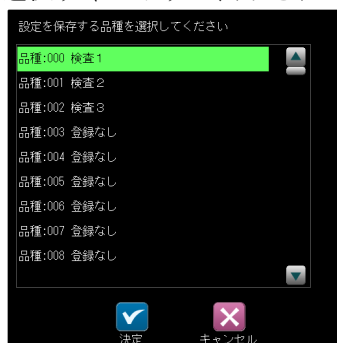 設定を保存する品種を選択してください
品種:000 検査1
品種:001 検査2
品種:002 検査3
品種:003 登録なし
品種:004 登録なし
品種:005 登録なし
品種:006 登録なし
品種:007 登録なし
品種:008 登録なし
決定 キャンセル